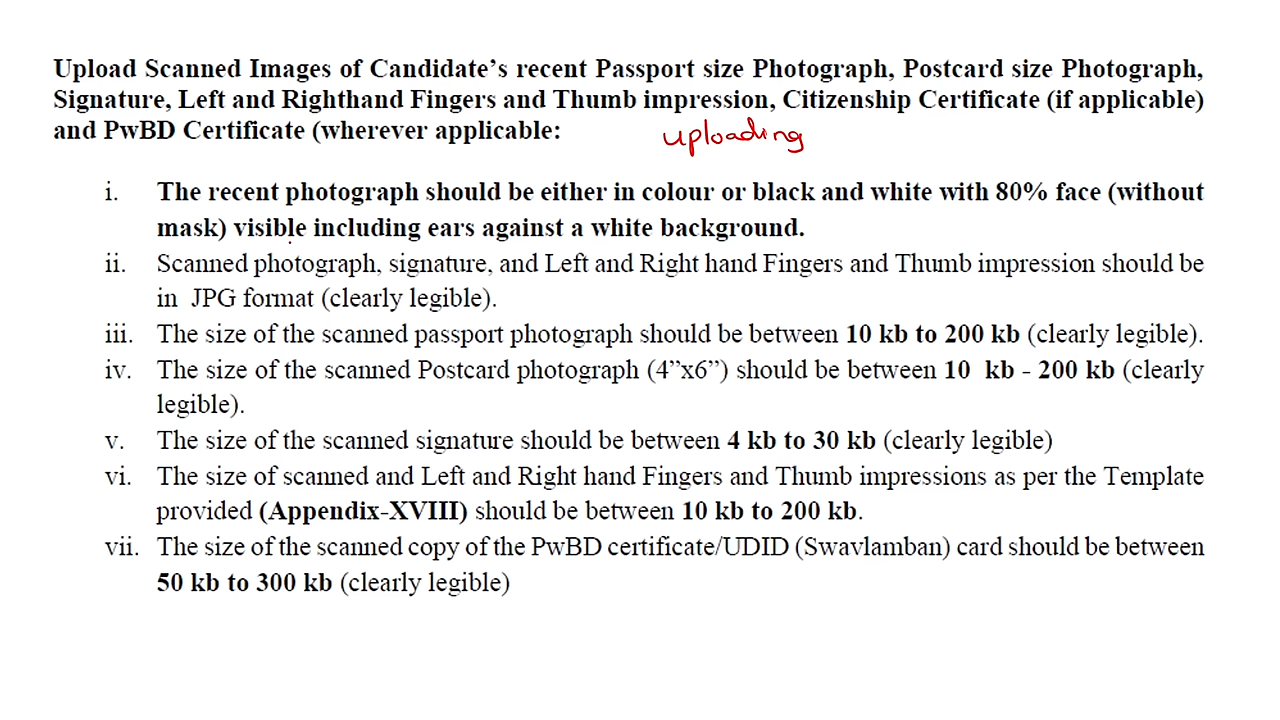 Upload Scanned Images of Candidate’s recent Passport size Photograph, Postcard size Photograph,
Signature, Left and Righthand Fingers and Thumb impression, Citizenship Certificate (if applicable)
and PwBD Certificate (wherever applicable:
uploading
i. The recent photograph should be either in colour or black and white with 80% face (without
mask) visible including ears against a white background.
ii. Scanned photograph, signature, and Left and Right hand Fingers and Thumb impression should be
in JPG format (clearly legible).
iii. The size of the scanned passport photograph should be between 10 kb to 200 kb (clearly legible).
iv. The size of the scanned Postcard photograph (4”x6”) should be between 10 kb - 200 kb (clearly
legible).
v. The size of the scanned signature should be between 4 kb to 30 kb (clearly legible)
vi. The size of scanned and Left and Right hand Fingers and Thumb impressions as per the Template
provided (Appendix-XVIII) should be between 10 kb to 200 kb.
vii. The size of the scanned copy of the PwBD certificate/UDID (Swavlamban) card should be between
50 kb to 300 kb (clearly legible)